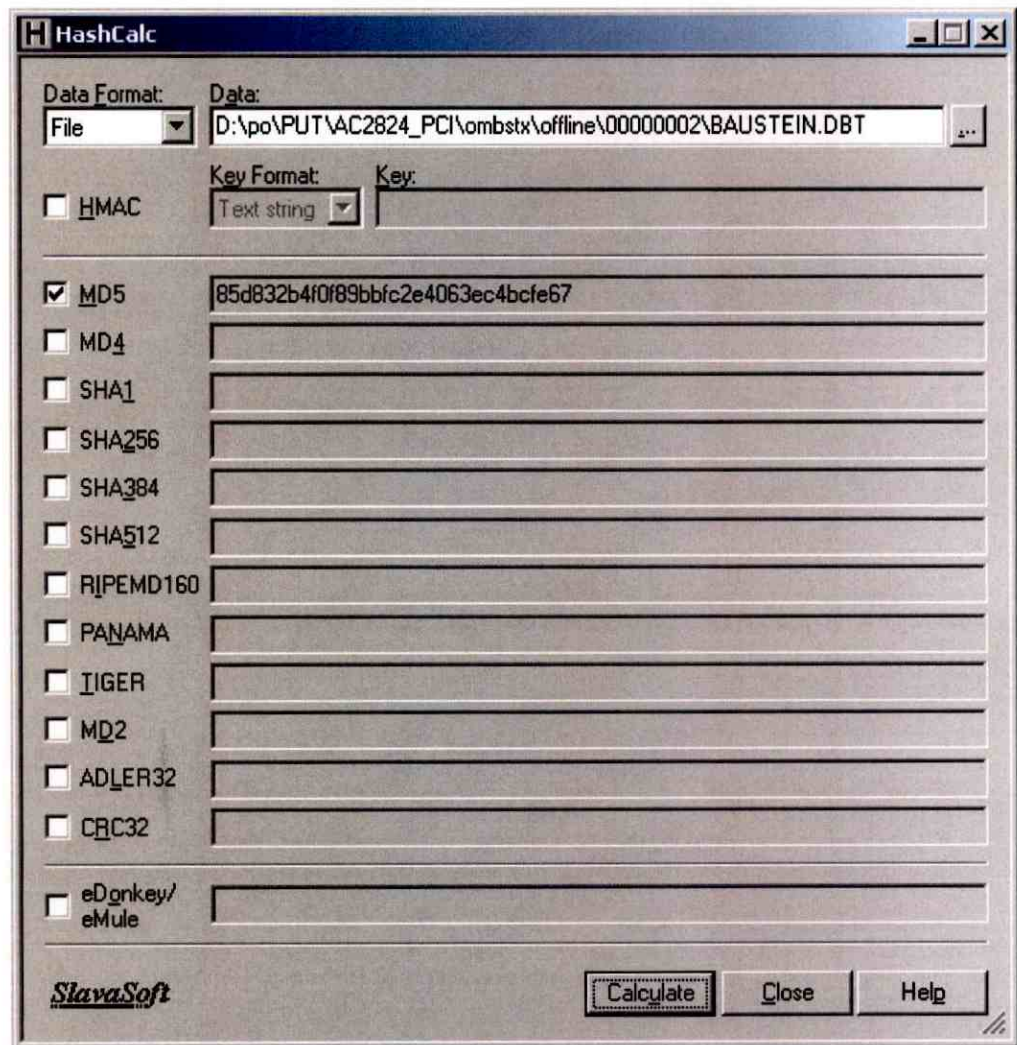 HashCalc
Data Format: Data:
File D:\po\PUT\AC2824_PCI\ombstx\offline\00000002\BAUSTEIN.DBT ...
Key Format: Key:
HMAC Text string
MD5 85d832b4f0f89bbfc2e4063ec4bcfe67
MD4
SHA1
SHA256
SHA384
SHA512
RIPEMD160
PANAMA
TIGER
MD2
ADLER32
CRC32
eDonkey/
eMule
SlavaSoft Calculate Close Help